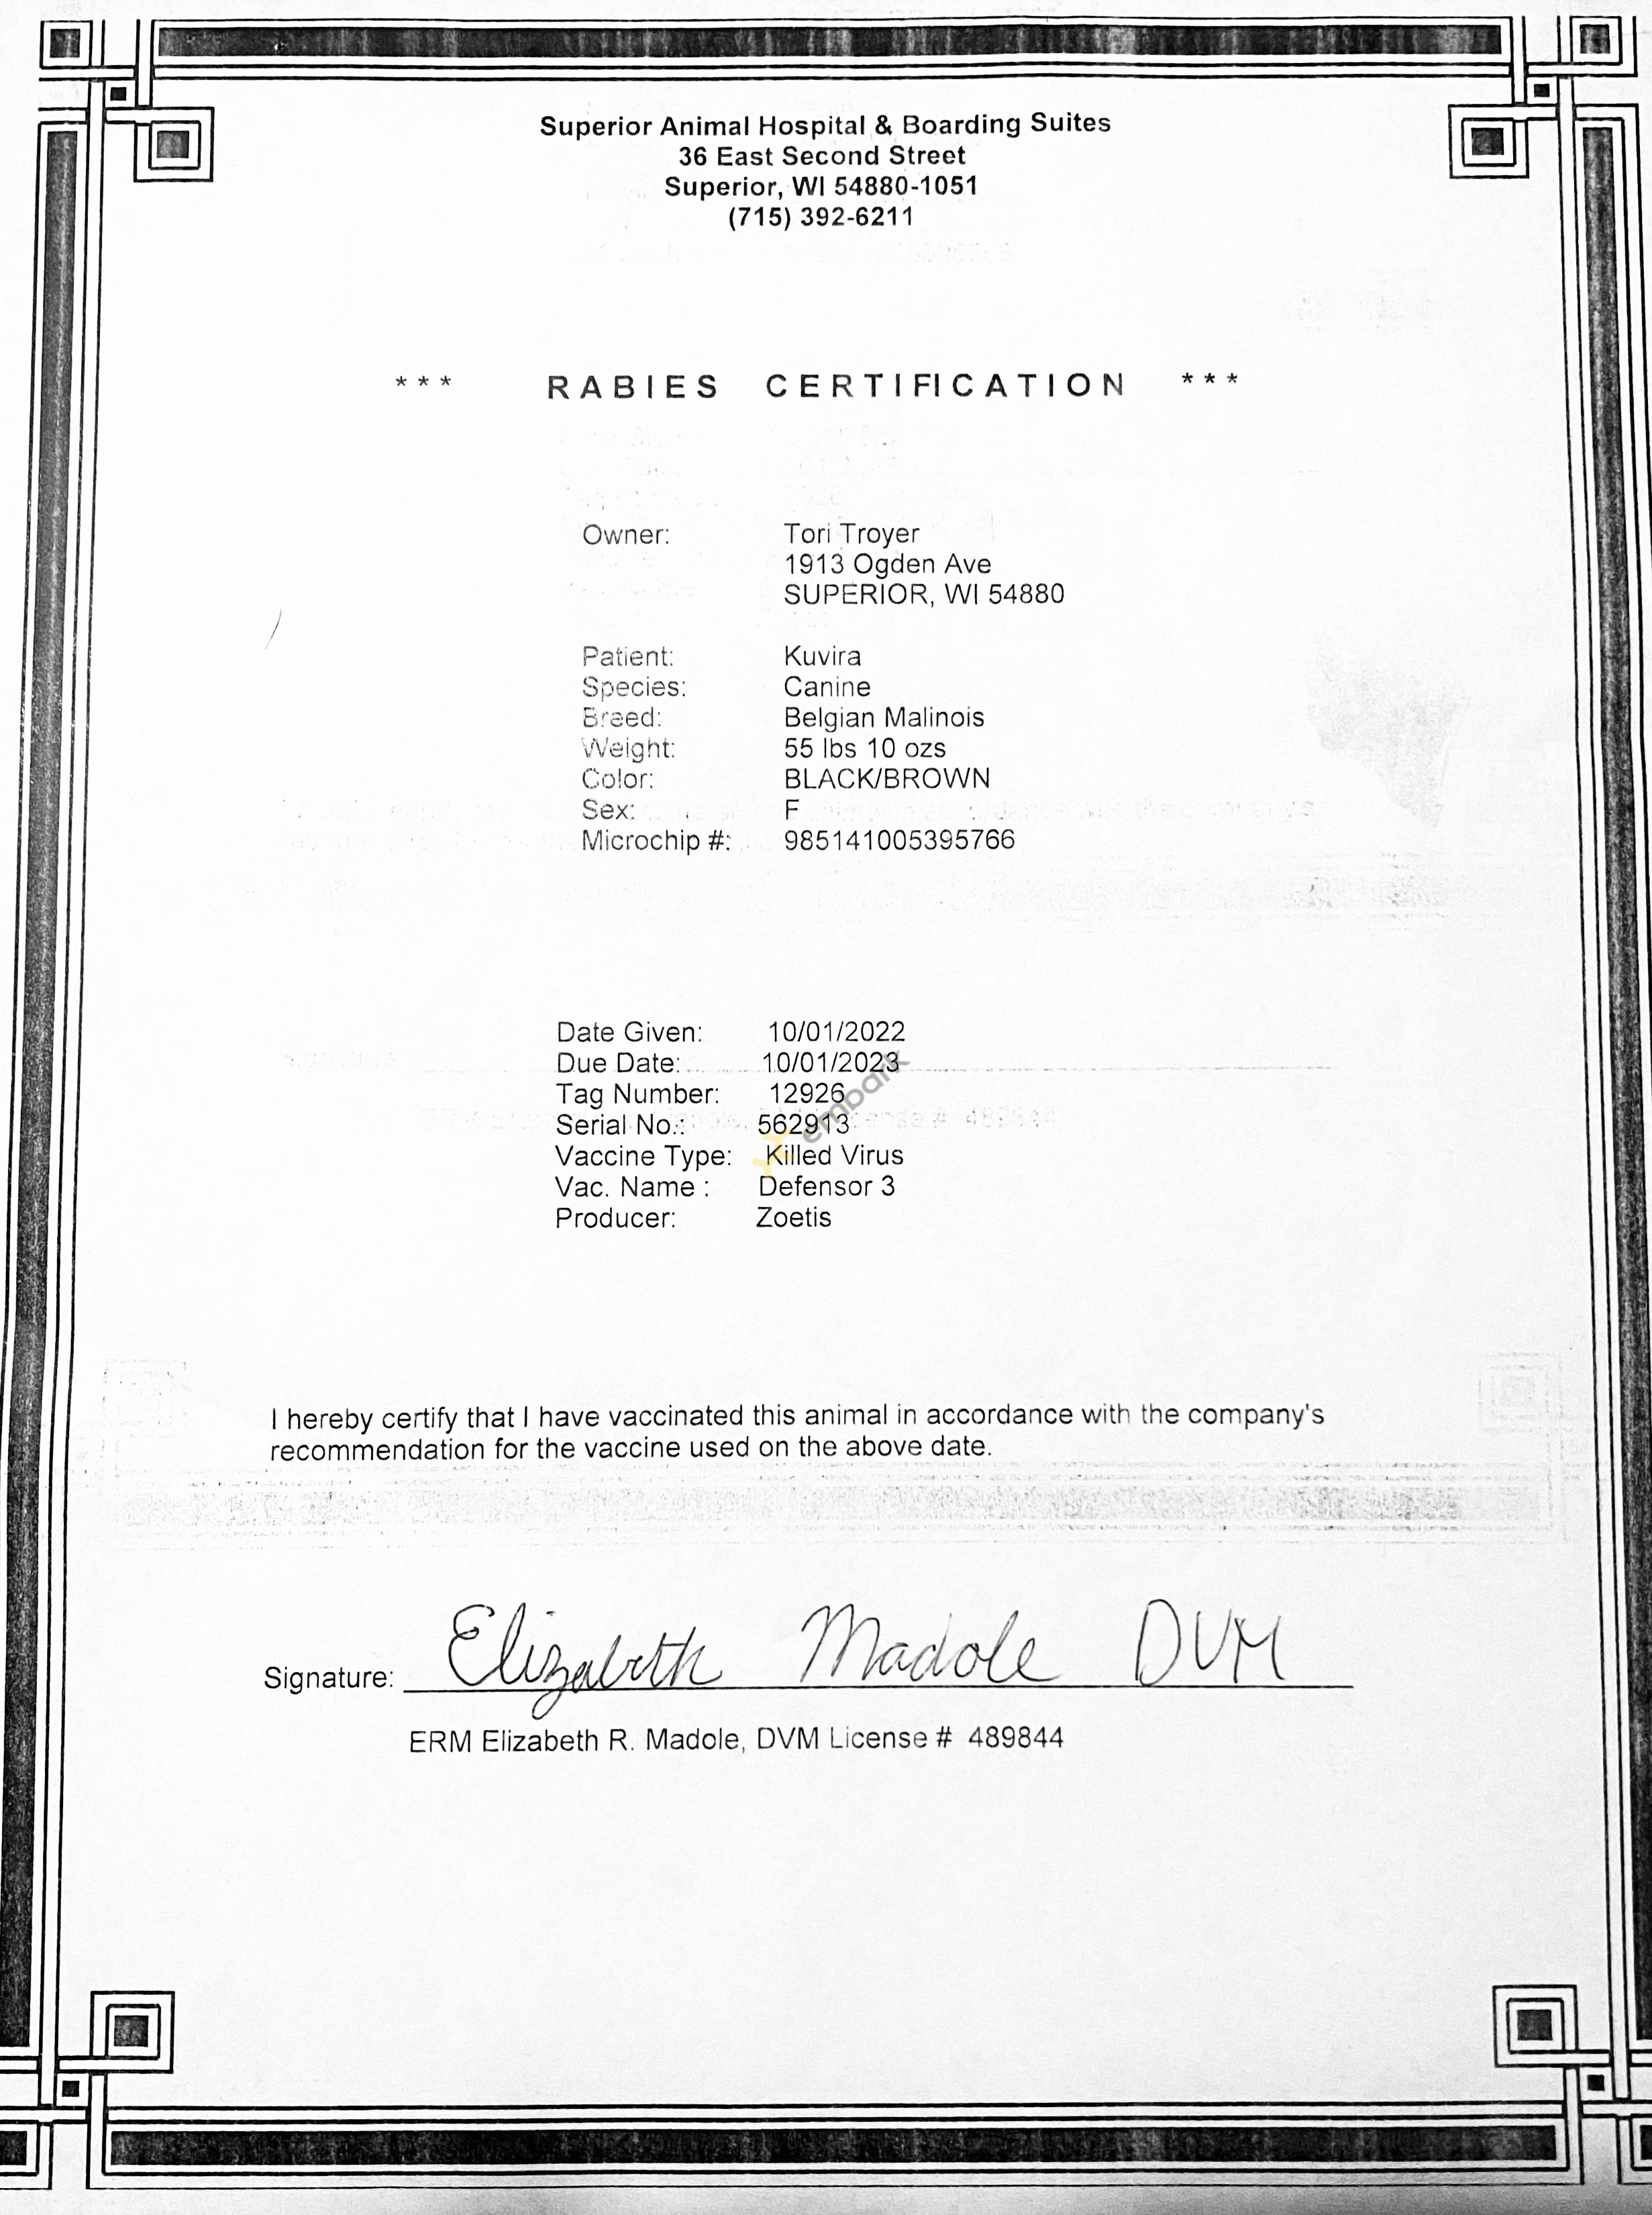 Superior Animal Hospital & Boarding Suites
36 East Second Street
Superior, WI 54880-1051
(715) 392-6211
*** RABIES CERTIFICATION ***
Owner: Tori Troyer
1913 Ogden Ave
SUPERIOR, WI 54880
Patient: Kuvira
Species: Canine
Breed: Belgian Malinois
Weight: 55 lbs 10 ozs
Color: BLACK/BROWN
Sex: F
Microchip #: 985141005395766
Date Given: 10/01/2022
Due Date: 10/01/2023
Tag Number: 12926
Serial No.: 562913
Vaccine Type: Killed Virus
Vac. Name : Defensor 3
Producer: Zoetis
embark
I hereby certify that I have vaccinated this animal in accordance with the company's
recommendation for the vaccine used on the above date.
Signature: Elizabeth Madole DVM
ERM Elizabeth R. Madole, DVM License # 489844